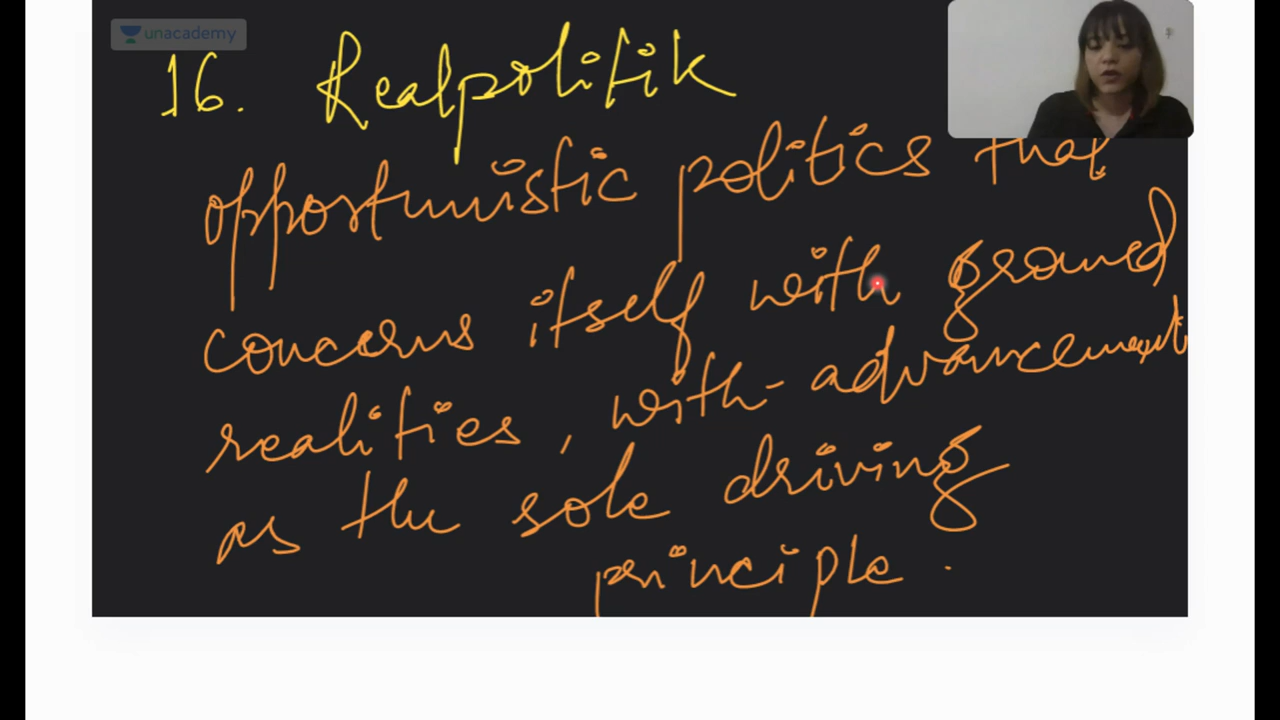 unacademy
16. Realpolitik
opportunistic politics that
concerns itself with ground
realities, with-advancement
as the sole driving
principle.